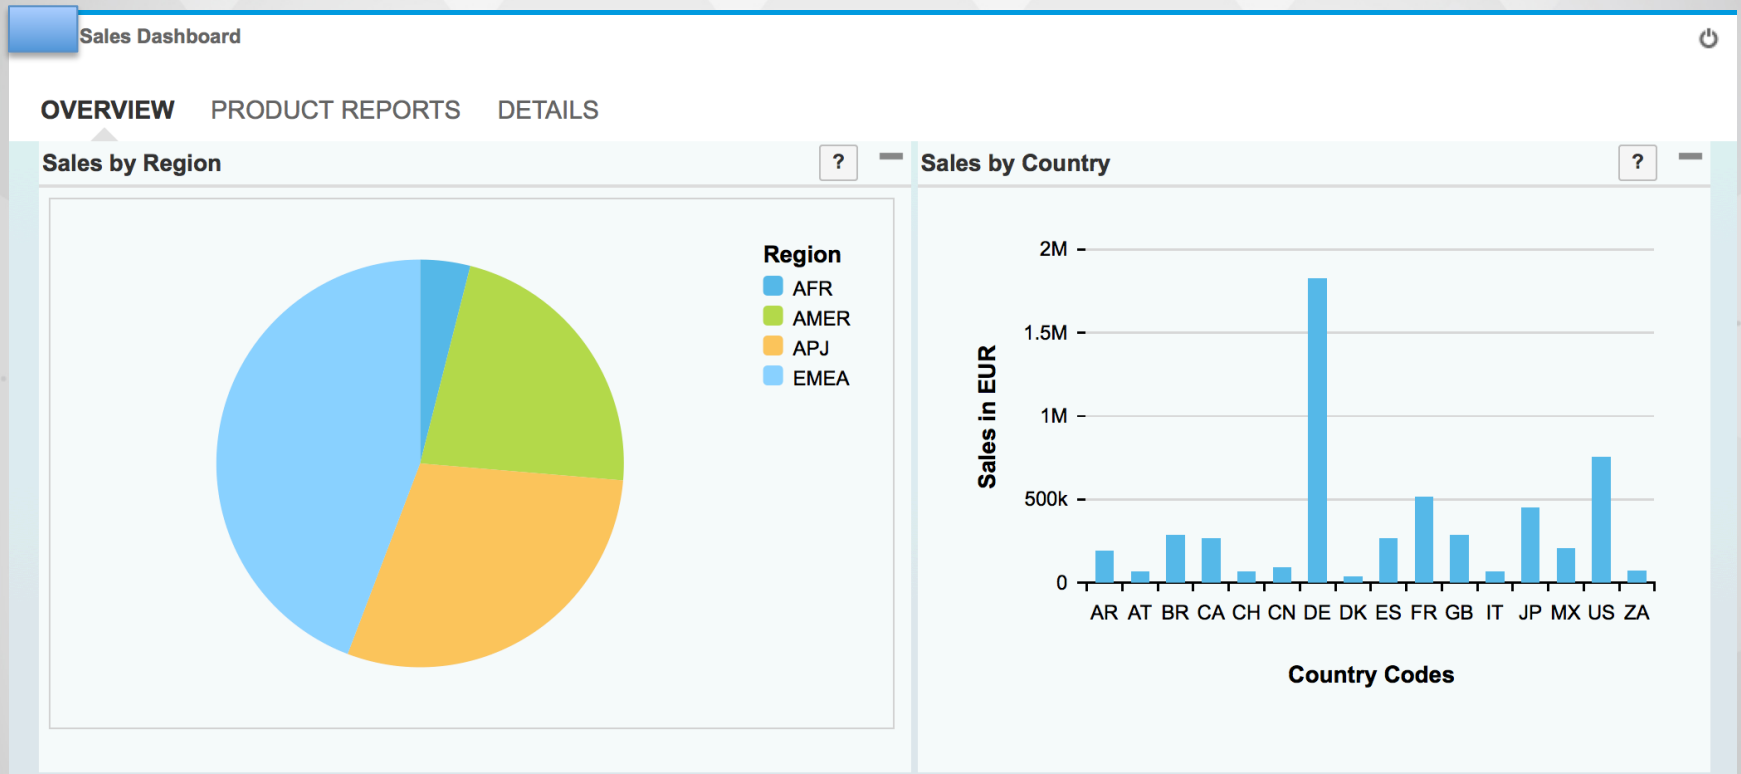 Sales Dashboard
OVERVIEW PRODUCT REPORTS DETAILS
Sales by Region ?
Region
AFR
AMER
APJ
EMEA
Sales by Country ?
2M
1.5M
1M
500k
0
Sales in EUR
AR AT BR CA CH CN DE DK ES FR GB IT JP MX US ZA
Country Codes